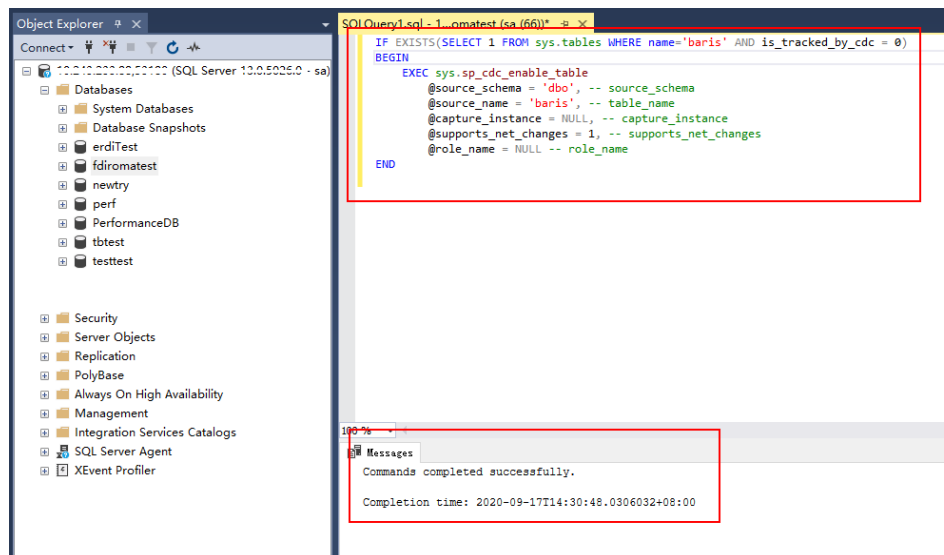 Object Explorer
Connect
(SQL Server 13.0.5026.0 - sa)
Databases
System Databases
Database Snapshots
erdiTest
fdiromatest
newtry
perf
PerformanceDB
tbtest
testtest
Security
Server Objects
Replication
PolyBase
Always On High Availability
Management
Integration Services Catalogs
SQL Server Agent
XEvent Profiler
SQLQuery1.sql - 1...omatest (sa (66))*
IF EXISTS(SELECT 1 FROM sys.tables WHERE name='baris' AND is_tracked_by_cdc = 0)
BEGIN
EXEC sys.sp_cdc_enable_table
@source_schema = 'dbo', -- source_schema
@source_name = 'baris', -- table_name
@capture_instance = NULL, -- capture_instance
@supports_net_changes = 1, -- supports_net_changes
@role_name = NULL -- role_name
END
100 %
Messages
Commands completed successfully.
Completion time: 2020-09-17T14:30:48.0306032+08:00